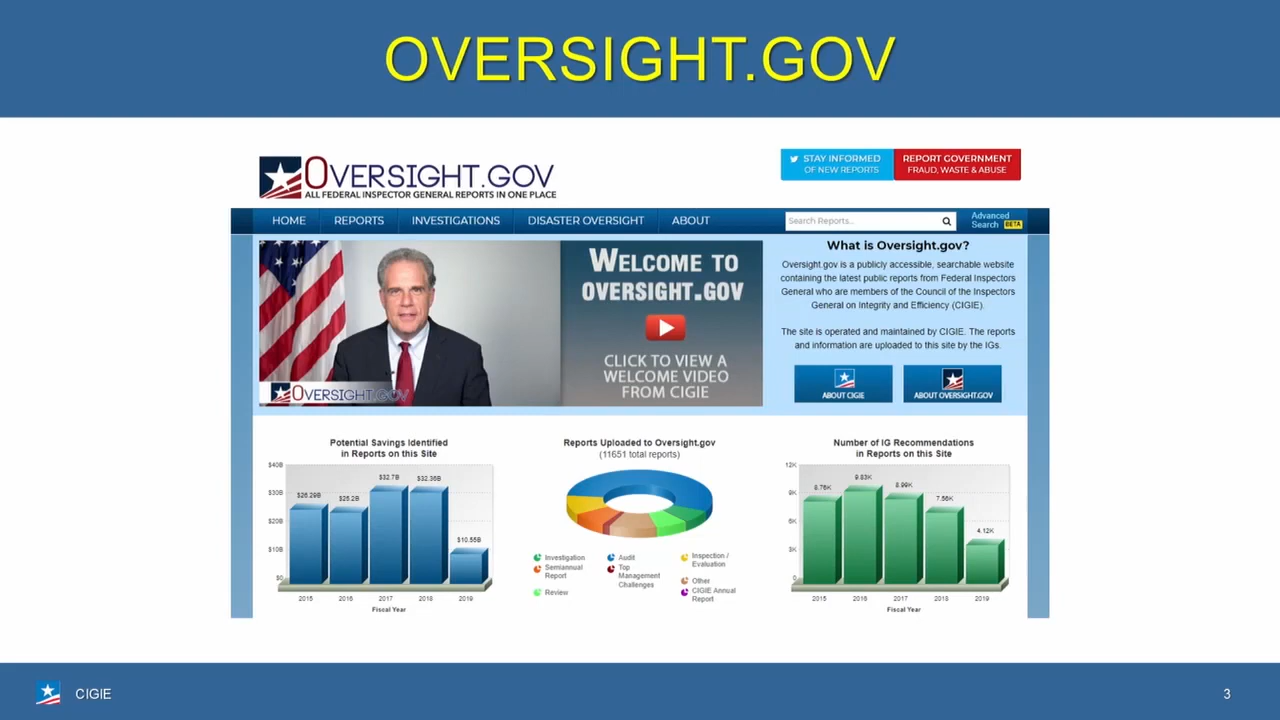 OVERSIGHT.GOV
OVERSIGHT.GOV
ALL FEDERAL INSPECTOR GENERAL REPORTS IN ONE PLACE
STAY INFORMED
OF NEW REPORTS
REPORT GOVERNMENT
FRAUD, WASTE & ABUSE
HOME
REPORTS
INVESTIGATIONS
DISASTER OVERSIGHT
ABOUT
Search Reports...
Advanced
Search BETA
WELCOME TO
OVERSIGHT.GOV
CLICK TO VIEW A
WELCOME VIDEO
FROM CIGIE
OVERSIGHT.GOV
What is Oversight.gov?
Oversight.gov is a publicly accessible, searchable website
containing the latest public reports from Federal Inspectors
General who are members of the Council of the Inspectors
General on Integrity and Efficiency (CIGIE).
The site is operated and maintained by CIGIE. The reports
and information are uploaded to this site by the IGs.
ABOUT CIGIE
ABOUT OVERSIGHT.GOV
Potential Savings Identified
in Reports on this Site
$40B
$30B
$20B
$10B
$0
$26.29B
$25.2B
$32.7B
$32.36B
$10.55B
2015
2016
2017
2018
2019
Fiscal Year
Reports Uploaded to Oversight.gov
(11651 total reports)
Investigation
Audit
Inspection /
Evaluation
Semiannual
Report
Top
Management
Challenges
Other
Review
CIGIE Annual
Report
Number of IG Recommendations
in Reports on this Site
12K
9K
6K
3K
0
8.76K
9.83K
8.99K
7.56K
4.12K
2015
2016
2017
2018
2019
Fiscal Year
CIGIE
3